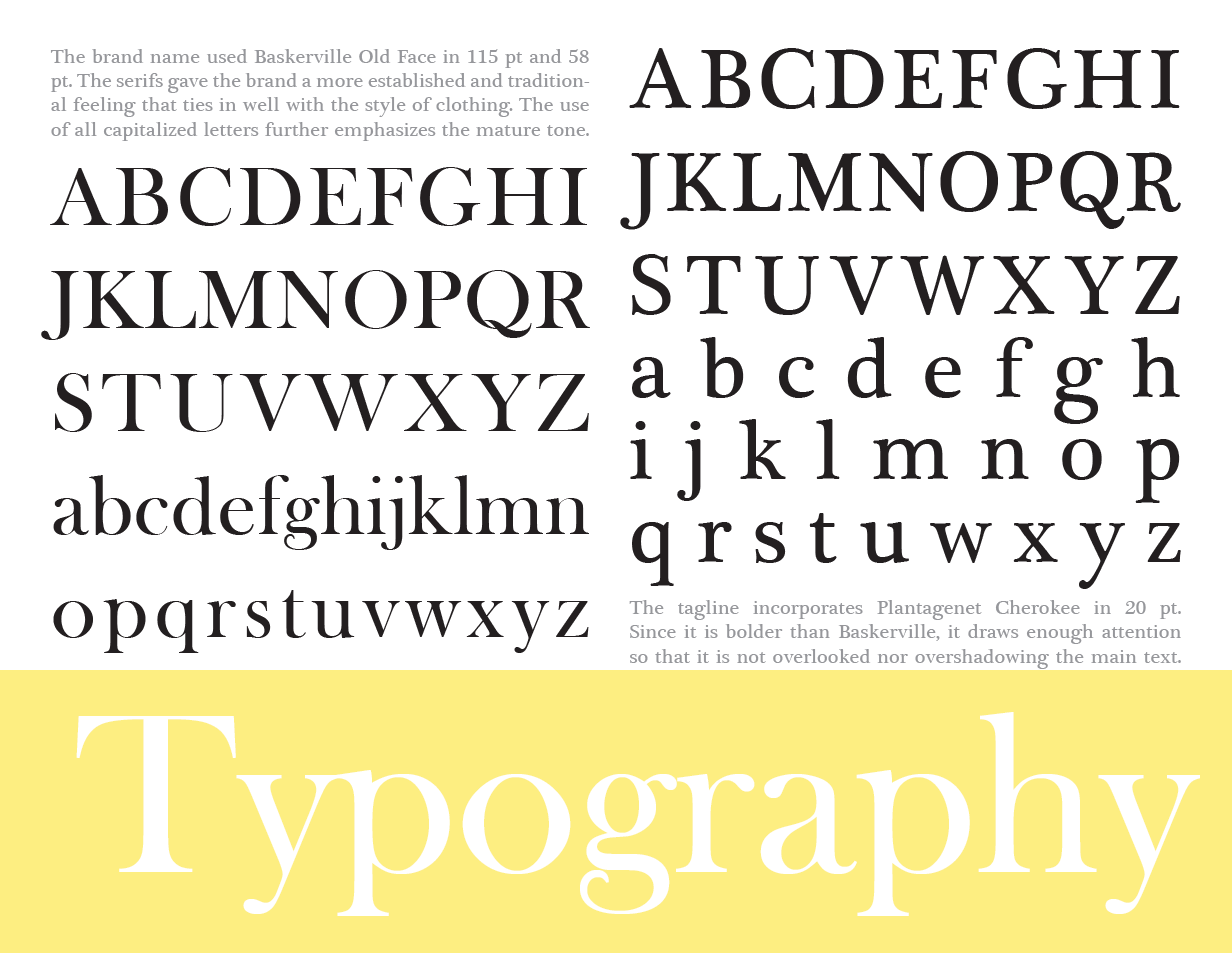 The brand name used Baskerville Old Face in 115 pt and 58
pt. The serifs gave the brand a more established and tradition-
al feeling that ties in well with the style of clothing. The use
of all capitalized letters further emphasizes the mature tone.
ABCDEFGHI
JKLMNOPQR
STUVWXYZ
abcdefghijklmn
opqrstuvwxyz
ABCDEFGHI
JKLMNOPQR
STUVWXYZ
a b c d e f g h
i j k l m n o p
q r s t u w x y z
The tagline incorporates Plantagenet Cherokee in 20 pt.
Since it is bolder than Baskerville, it draws enough attention
so that it is not overlooked nor overshadowing the main text.
Typography